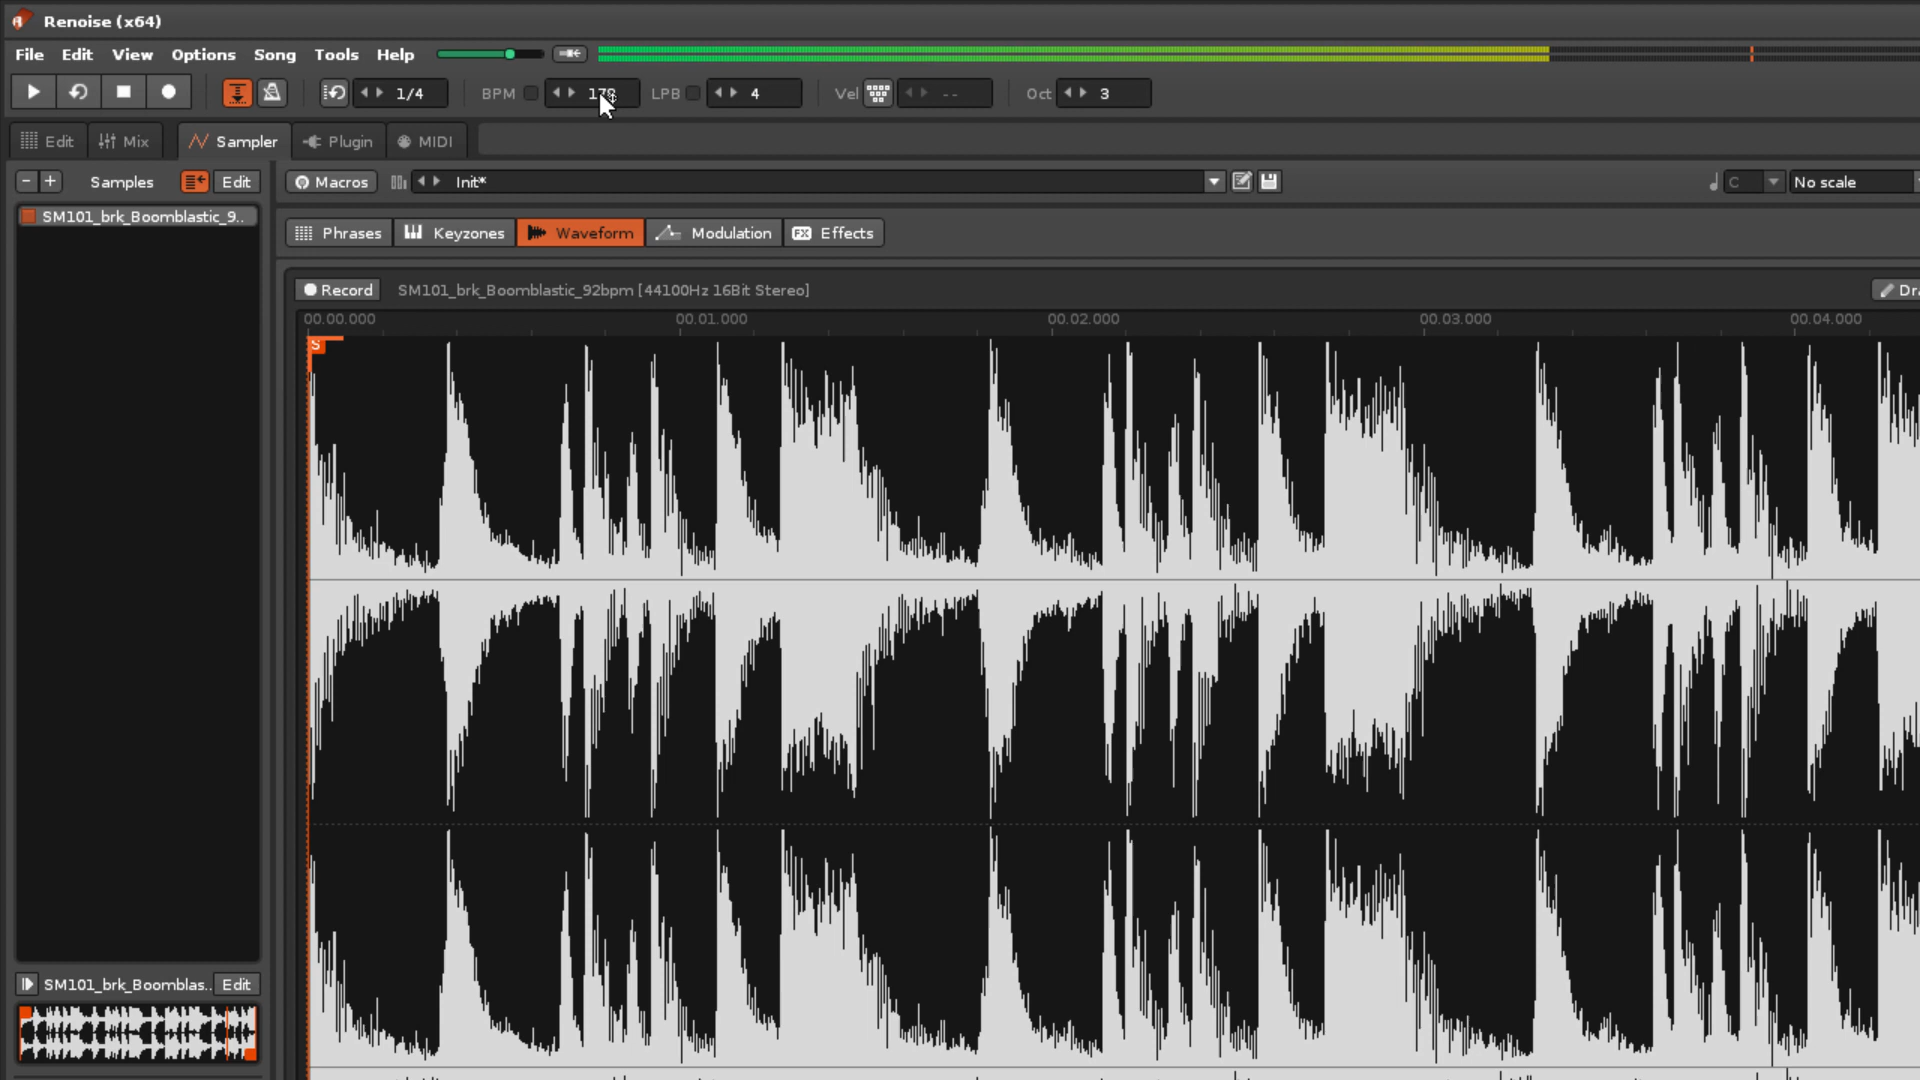 Renoise (x64)
File Edit View Options Song Tools Help
1/4 BPM LPB 4 Vel -- Oct 3
Edit Mix Sampler Plugin MIDI
Samples Edit Macros Init* C No scale
SM101_brk_Boomblastic_9..
Phrases Keyzones Waveform Modulation FX Effects
Record SM101_brk_Boomblastic_92bpm [44100Hz 16Bit Stereo]
00.00.000 00.01.000 00.02.000 00.03.000 00.04.000
S
SM101_brk_Boomblas.. Edit